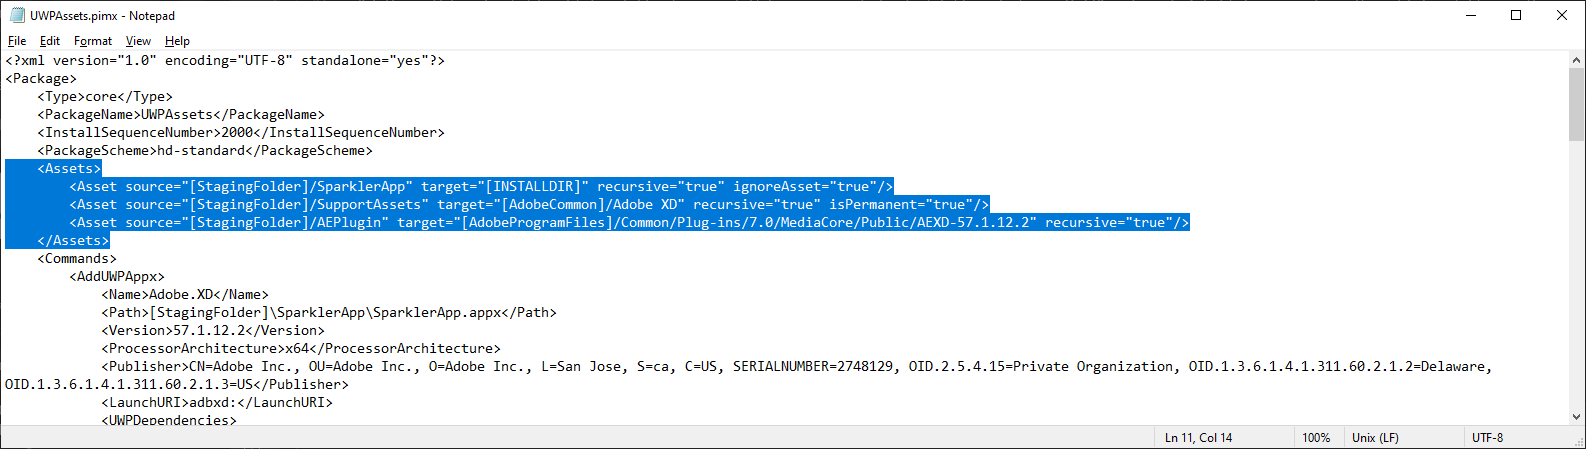 UWPAssets.pimx - Notepad
File Edit Format View Help
<?xml version="1.0" encoding="UTF-8" standalone="yes"?>
<Package>
    <Type>core</Type>
    <PackageName>UWPAssets</PackageName>
    <InstallSequenceNumber>2000</InstallSequenceNumber>
    <PackageScheme>hd-standard</PackageScheme>
    <Assets>
        <Asset source="[StagingFolder]/SparklerApp" target="[INSTALLDIR]" recursive="true" ignoreAsset="true"/>
        <Asset source="[StagingFolder]/SupportAssets" target="[AdobeCommon]/Adobe XD" recursive="true" isPermanent="true"/>
        <Asset source="[StagingFolder]/AEPlugin" target="[AdobeProgramFiles]/Common/Plug-ins/7.0/MediaCore/Public/AEXD-57.1.12.2" recursive="true"/>
    </Assets>
    <Commands>
        <AddUWPAppx>
            <Name>Adobe.XD</Name>
            <Path>[StagingFolder]\SparklerApp\SparklerApp.appx</Path>
            <Version>57.1.12.2</Version>
            <ProcessorArchitecture>x64</ProcessorArchitecture>
            <Publisher>CN=Adobe Inc., OU=Adobe Inc., O=Adobe Inc., L=San Jose, S=ca, C=US, SERIALNUMBER=2748129, OID.2.5.4.15=Private Organization, OID.1.3.6.1.4.1.311.60.2.1.2=Delaware,
OID.1.3.6.1.4.1.311.60.2.1.3=US</Publisher>
            <LaunchURI>adbxd:</LaunchURI>
            <UWPDependencies>
Ln 11, Col 14 100% Unix (LF) UTF-8